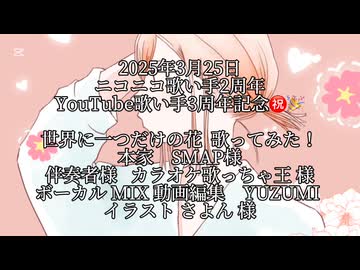 2025年3月25日
ニコニコ歌い手2周年
YouTube歌い手3周年記念㊗️🎉
世界に一つだけの花 歌ってみた！
本家 SMAP様
伴奏者様 カラオケ歌っちゃ王 様
ボーカル MIX 動画編集 YUZUMI
イラスト さよん 様